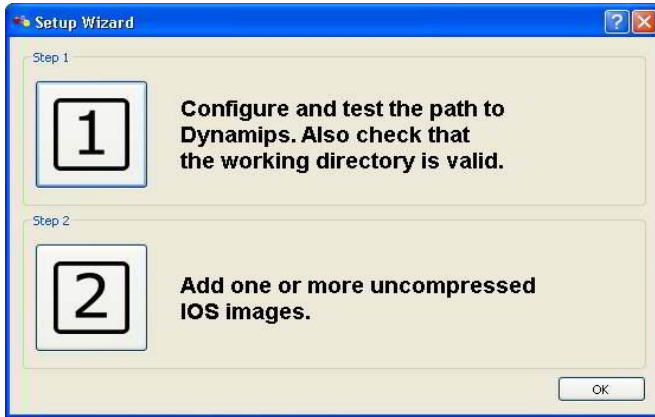 Setup Wizard
Step 1
1
Configure and test the path to
Dynamips. Also check that
the working directory is valid.
Step 2
2
Add one or more uncompressed
IOS images.
OK